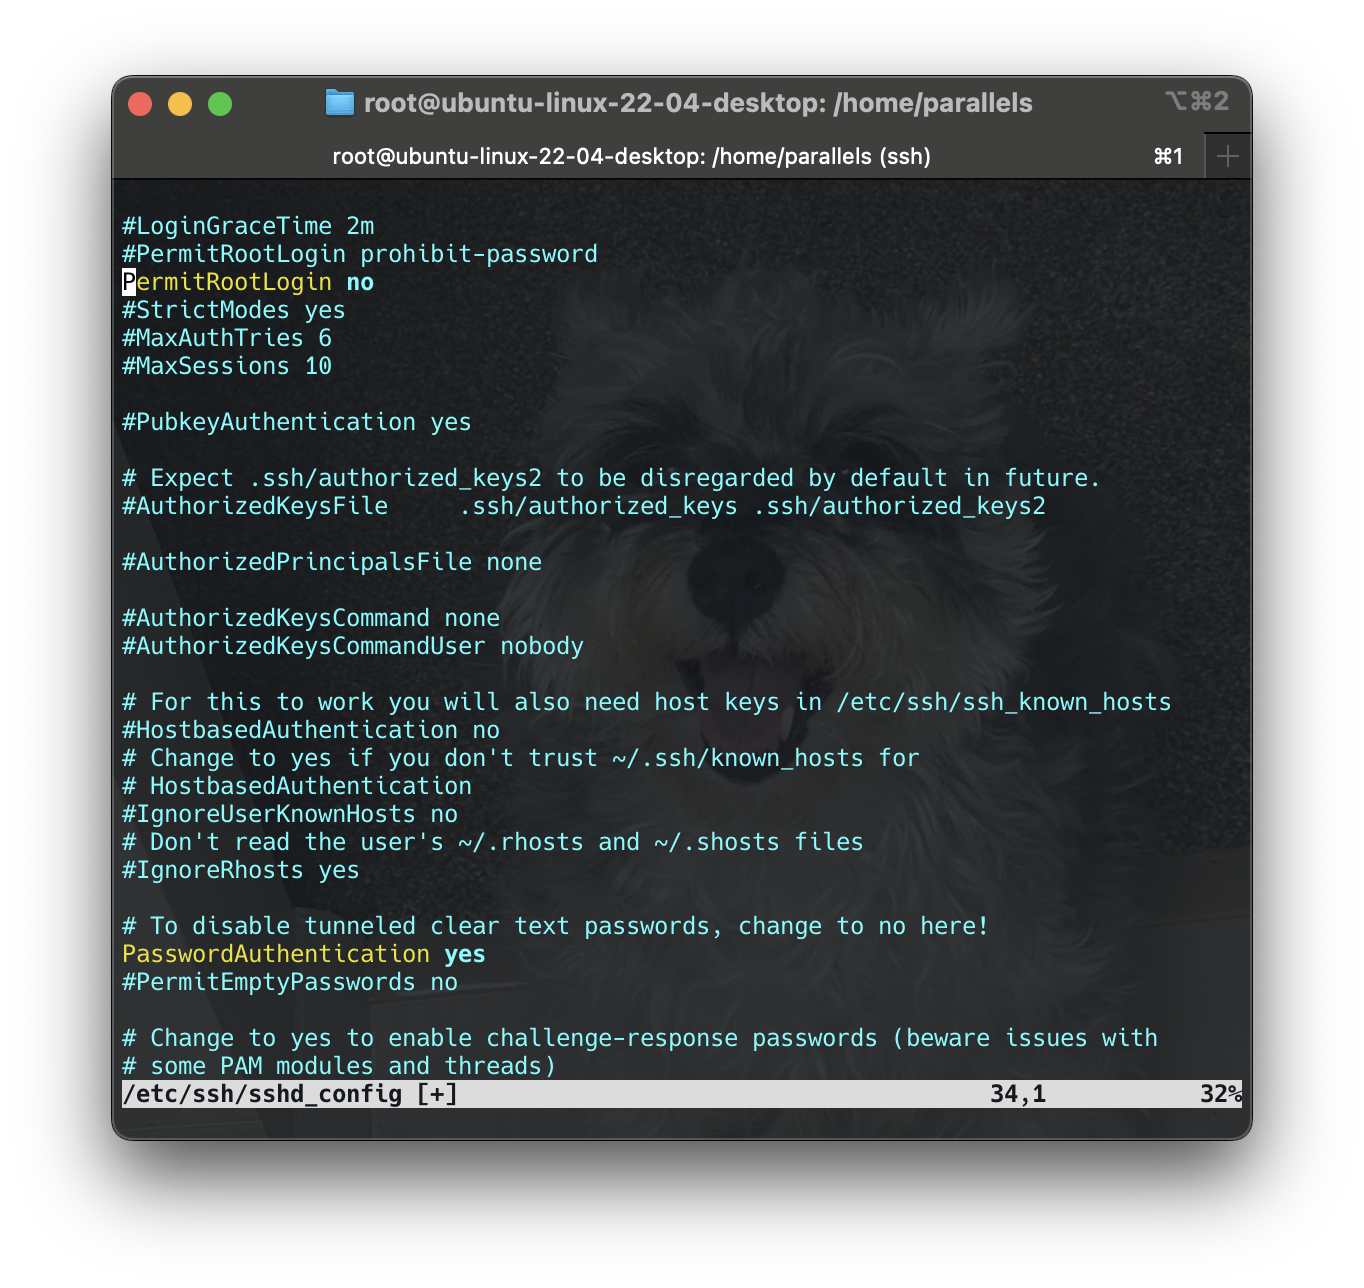 root@ubuntu-linux-22-04-desktop: /home/parallels
⌥⌘2
root@ubuntu-linux-22-04-desktop: /home/parallels (ssh)
⌘1
#LoginGraceTime 2m
#PermitRootLogin prohibit-password
PermitRootLogin no
#StrictModes yes
#MaxAuthTries 6
#MaxSessions 10
#PubkeyAuthentication yes
# Expect .ssh/authorized_keys2 to be disregarded by default in future.
#AuthorizedKeysFile     .ssh/authorized_keys .ssh/authorized_keys2
#AuthorizedPrincipalsFile none
#AuthorizedKeysCommand none
#AuthorizedKeysCommandUser nobody
# For this to work you will also need host keys in /etc/ssh/ssh_known_hosts
#HostbasedAuthentication no
# Change to yes if you don't trust ~/.ssh/known_hosts for
# HostbasedAuthentication
#IgnoreUserKnownHosts no
# Don't read the user's ~/.rhosts and ~/.shosts files
#IgnoreRhosts yes
# To disable tunneled clear text passwords, change to no here!
PasswordAuthentication yes
#PermitEmptyPasswords no
# Change to yes to enable challenge-response passwords (beware issues with
# some PAM modules and threads)
/etc/ssh/sshd_config [+] 34,1 32%